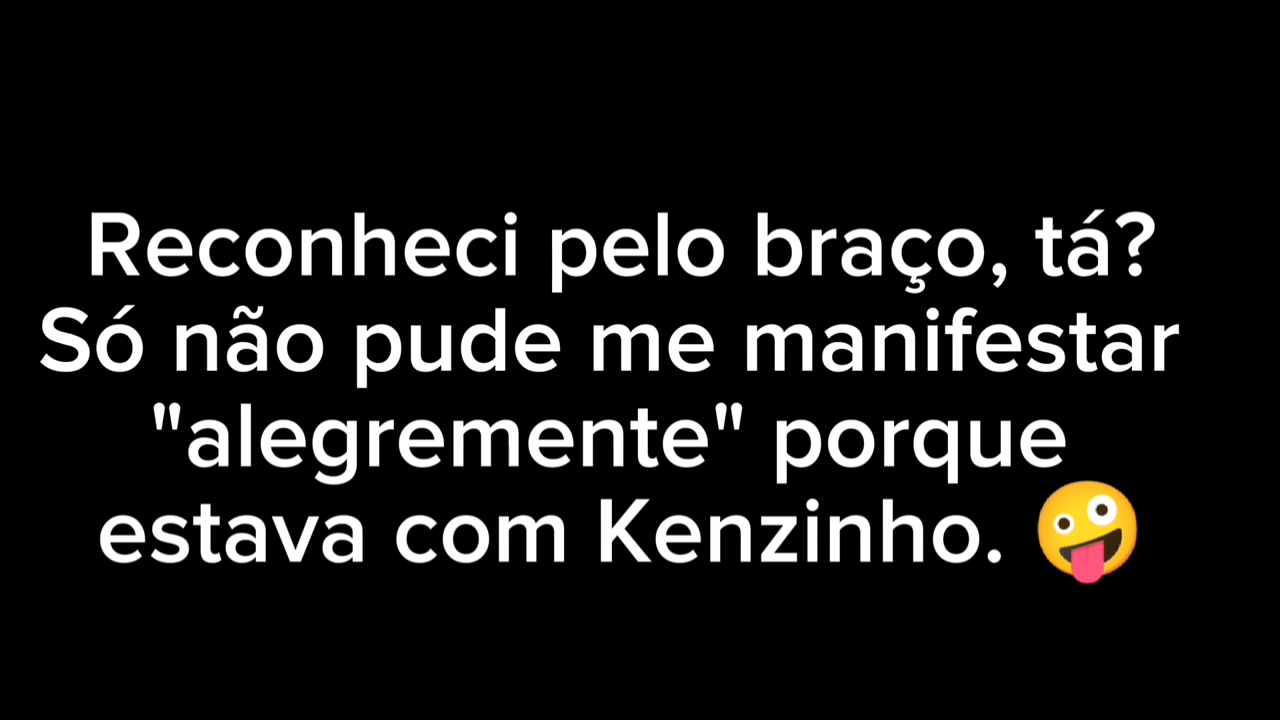 Reconheci pelo braço, tá?
Só não pude me manifestar
"alegremente" porque
estava com Kenzinho. 🤪